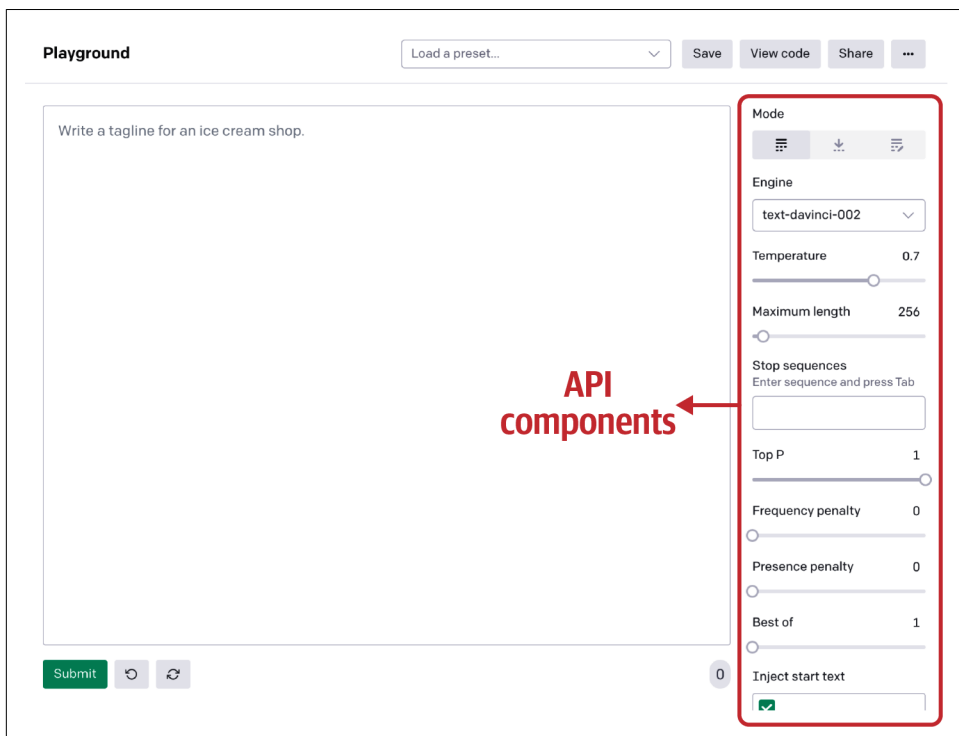 Playground
Load a preset...
Save
View code
Share
...
Write a tagline for an ice cream shop.
Mode
Engine
text-davinci-002
Temperature 0.7
Maximum length 256
Stop sequences
Enter sequence and press Tab
API
components
Top P 1
Frequency penalty 0
Presence penalty 0
Best of 1
Inject start text
Submit
0